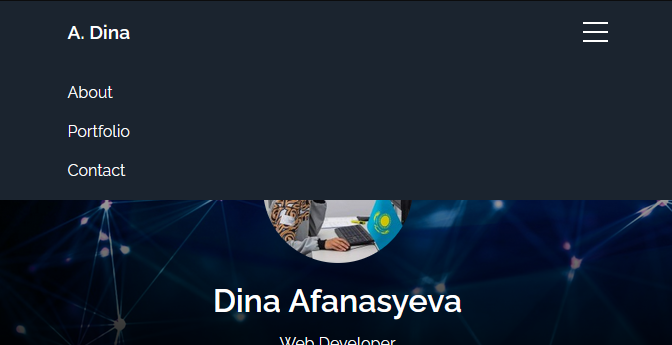 A. Dina
About
Portfolio
Contact
Dina Afanasyeva
Web Developer